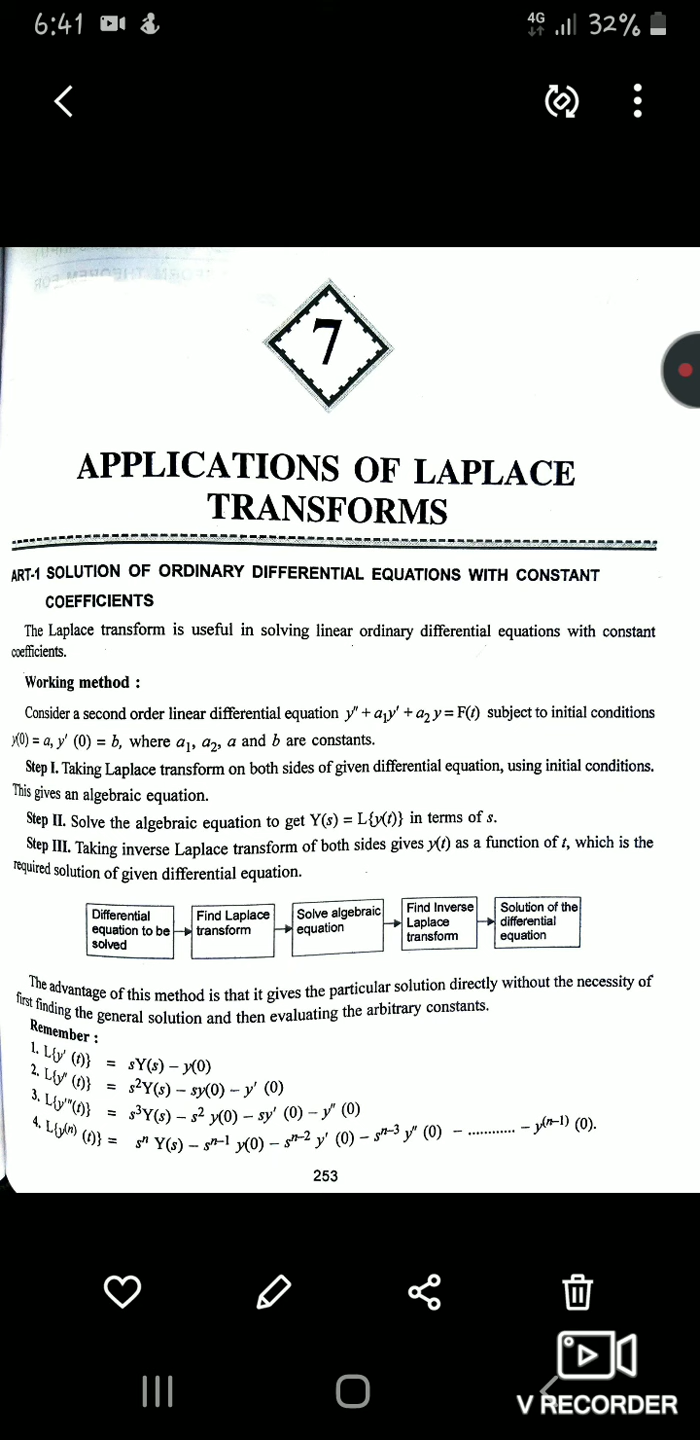 6:41 4G 32%
7
APPLICATIONS OF LAPLACE
TRANSFORMS
ART-1 SOLUTION OF ORDINARY DIFFERENTIAL EQUATIONS WITH CONSTANT
COEFFICIENTS
The Laplace transform is useful in solving linear ordinary differential equations with constant
coefficients.
Working method :
Consider a second order linear differential equation y″ + a₁y′ + a₂ y = F(t) subject to initial conditions
y(0) = a, y′ (0) = b, where a₁, a₂, a and b are constants.
Step I. Taking Laplace transform on both sides of given differential equation, using initial conditions.
This gives an algebraic equation.
Step II. Solve the algebraic equation to get Y(s) = L{y(t)} in terms of s.
Step III. Taking inverse Laplace transform of both sides gives y(t) as a function of t, which is the
required solution of given differential equation.
Differential
equation to be
solved
Find Laplace
transform
Solve algebraic
equation
Find Inverse
Laplace
transform
Solution of the
differential
equation
The advantage of this method is that it gives the particular solution directly without the necessity of
first finding the general solution and then evaluating the arbitrary constants.
Remember :
1. L{y′ (t)} = sY(s) – y(0)
2. L{y″ (t)} = s²Y(s) – sy(0) – y′ (0)
3. L{y‴(t)} = s³Y(s) – s² y(0) – sy′ (0) – y″ (0)
4. L{y⁽ⁿ⁾ (t)} = sⁿ Y(s) – sⁿ⁻¹ y(0) – sⁿ⁻² y′ (0) – sⁿ⁻³ y″ (0) – ............ – y⁽ⁿ⁻¹⁾ (0).
253
V RECORDER